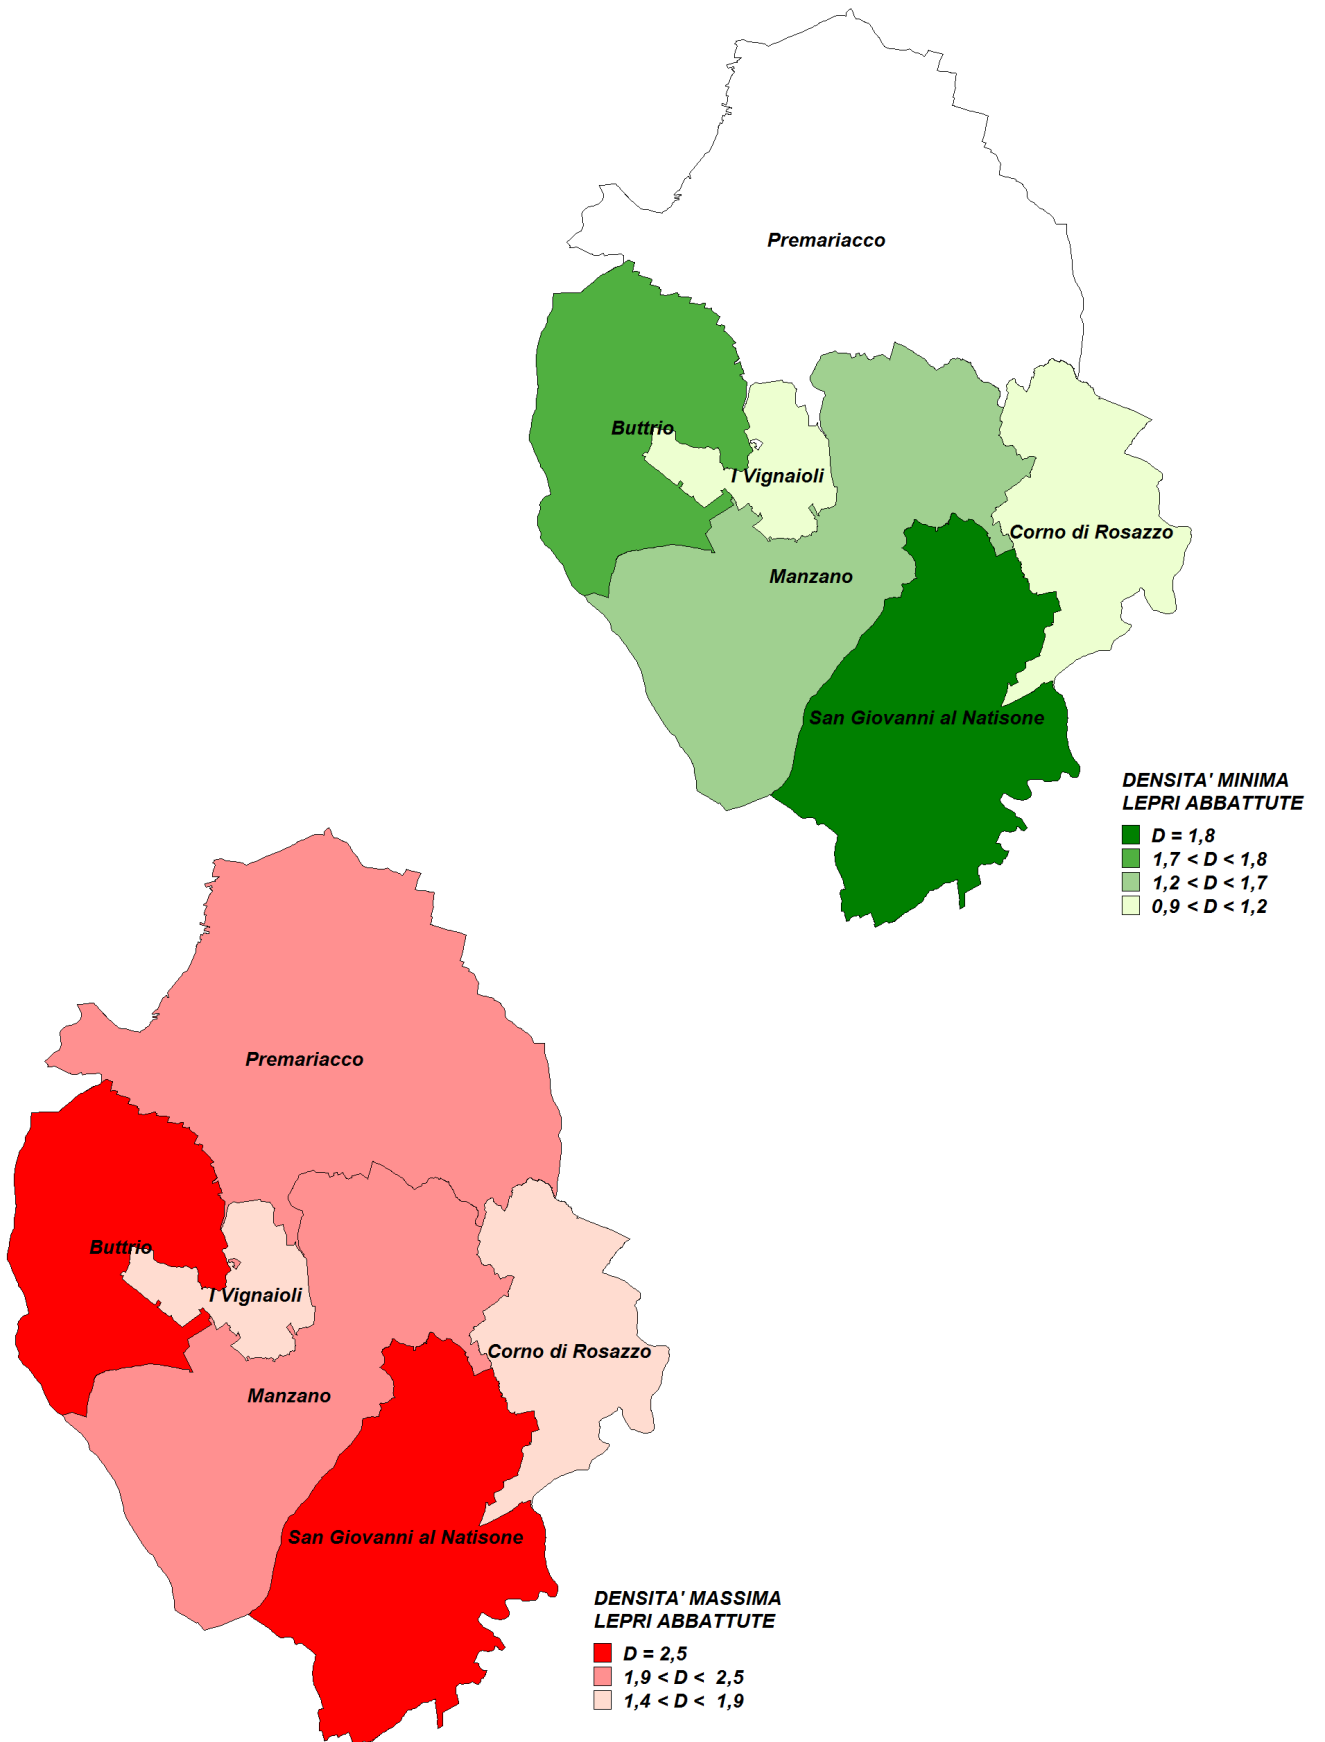 Premariacco
Buttrio
I Vignaioli
Corno di Rosazzo
Manzano
San Giovanni al Natisone
DENSITA' MINIMA
LEPRI ABBATTUTE
D = 1,8
1,7 < D < 1,8
1,2 < D < 1,7
0,9 < D < 1,2
Premariacco
Buttrio
I Vignaioli
Corno di Rosazzo
Manzano
San Giovanni al Natisone
DENSITA' MASSIMA
LEPRI ABBATTUTE
D = 2,5
1,9 < D < 2,5
1,4 < D < 1,9